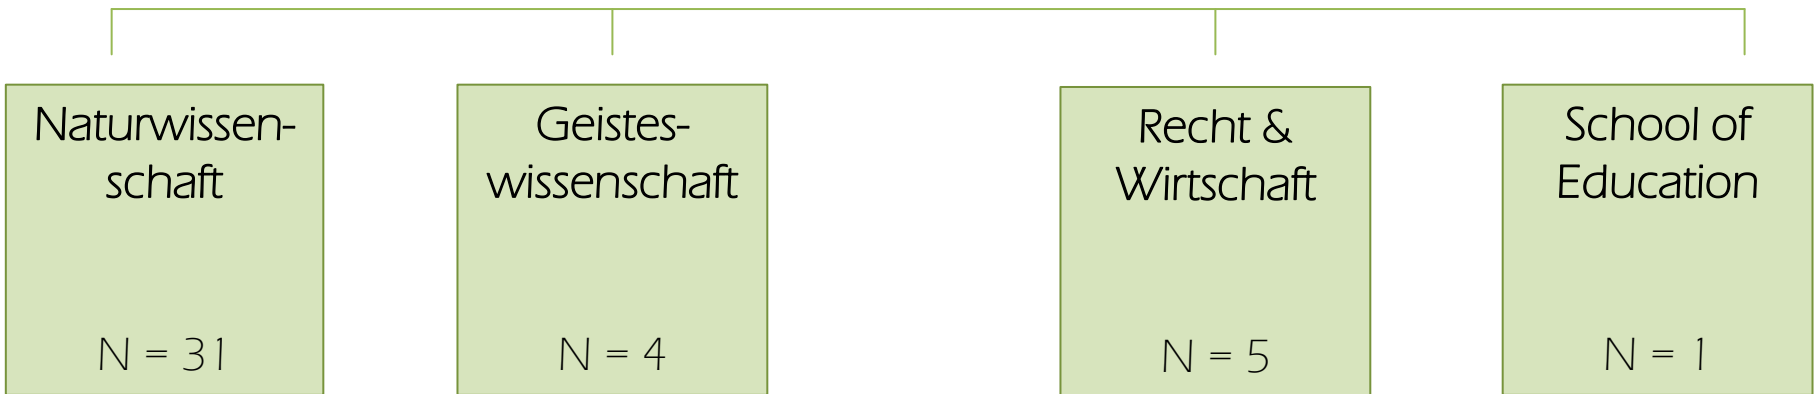 Naturwissen-
schaft
N = 31
Geistes-
wissenschaft
N = 4
Recht &
Wirtschaft
N = 5
School of
Education
N = 1